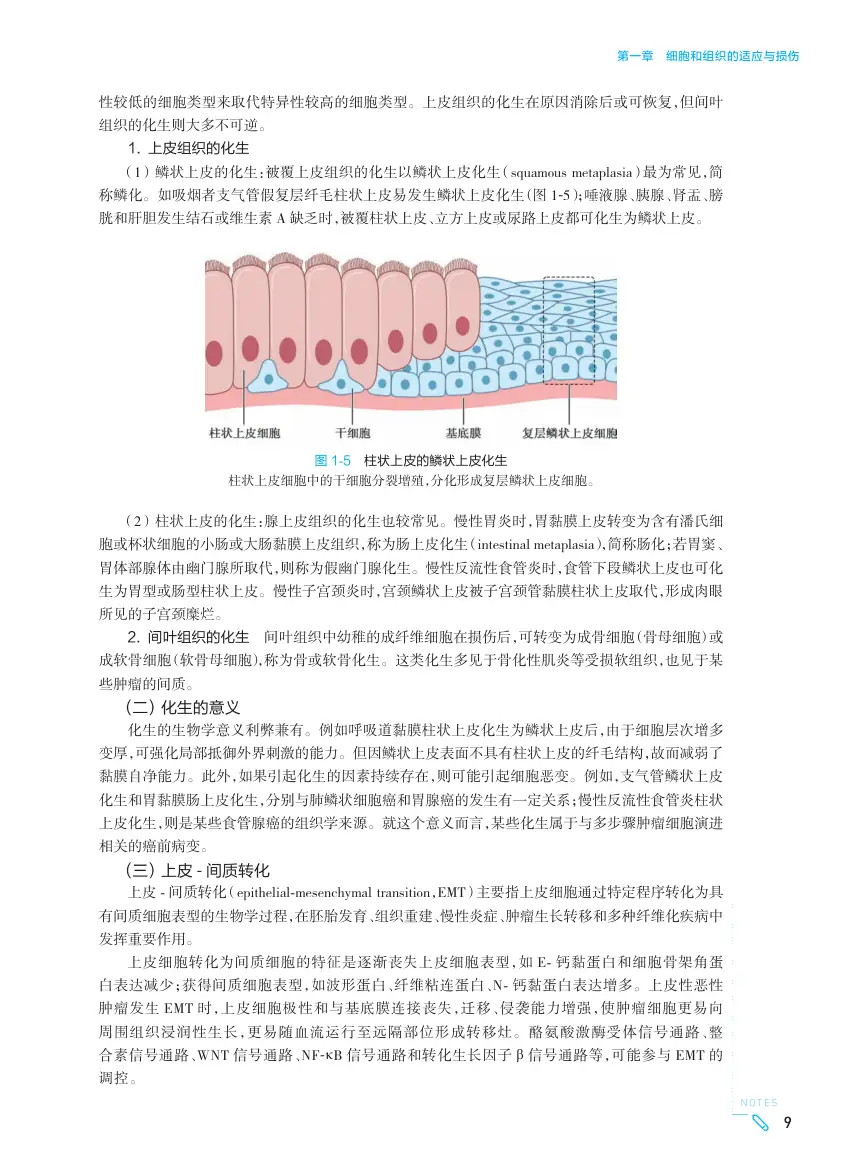 第一章 细胞和组织的适应与损伤
性较低的细胞类型来取代特异性较高的细胞类型。上皮组织的化生在原因消除后或可恢复,但间叶
组织的化生则大多不可逆。
1. 上皮组织的化生
(1)鳞状上皮的化生:被覆上皮组织的化生以鳞状上皮化生(squamous metaplasia)最为常见,简
称鳞化。如吸烟者支气管假复层纤毛柱状上皮易发生鳞状上皮化生(图 1-5);唾液腺、胰腺、肾盂、膀
胱和肝胆发生结石或维生素 A 缺乏时,被覆柱状上皮、立方上皮或尿路上皮都可化生为鳞状上皮。
柱状上皮细胞 干细胞 基底膜 复层鳞状上皮细胞
图 1-5 柱状上皮的鳞状上皮化生
柱状上皮细胞中的干细胞分裂增殖,分化形成复层鳞状上皮细胞。
(2)柱状上皮的化生:腺上皮组织的化生也较常见。慢性胃炎时,胃黏膜上皮转变为含有潘氏细
胞或杯状细胞的小肠或大肠黏膜上皮组织,称为肠上皮化生(intestinal metaplasia),简称肠化;若胃窦、
胃体部腺体由幽门腺所取代,则称为假幽门腺化生。慢性反流性食管炎时,食管下段鳞状上皮也可化
生为胃型或肠型柱状上皮。慢性子宫颈炎时,宫颈鳞状上皮被子宫颈管黏膜柱状上皮取代,形成肉眼
所见的子宫颈糜烂。
2. 间叶组织的化生 间叶组织中幼稚的成纤维细胞在损伤后,可转变为成骨细胞(骨母细胞)或
成软骨细胞(软骨母细胞),称为骨或软骨化生。这类化生多见于骨化性肌炎等受损软组织,也见于某
些肿瘤的间质。
(二)化生的意义
化生的生物学意义利弊兼有。例如呼吸道黏膜柱状上皮化生为鳞状上皮后,由于细胞层次增多
变厚,可强化局部抵御外界刺激的能力。但因鳞状上皮表面不具有柱状上皮的纤毛结构,故而减弱了
黏膜自净能力。此外,如果引起化生的因素持续存在,则可能引起细胞恶变。例如,支气管鳞状上皮
化生和胃黏膜肠上皮化生,分别与肺鳞状细胞癌和胃腺癌的发生有一定关系;慢性反流性食管炎柱状
上皮化生,则是某些食管腺癌的组织学来源。就这个意义而言,某些化生属于与多步骤肿瘤细胞演进
相关的癌前病变。
(三)上皮 - 间质转化
上皮 - 间质转化(epithelial-mesenchymal transition,EMT)主要指上皮细胞通过特定程序转化为具
有间质细胞表型的生物学过程,在胚胎发育、组织重建、慢性炎症、肿瘤生长转移和多种纤维化疾病中
发挥重要作用。
上皮细胞转化为间质细胞的特征是逐渐丧失上皮细胞表型,如 E- 钙黏蛋白和细胞骨架角蛋
白表达减少;获得间质细胞表型,如波形蛋白、纤维粘连蛋白、N- 钙黏蛋白表达增多。上皮性恶性
肿瘤发生 EMT 时,上皮细胞极性和与基底膜连接丧失,迁移、侵袭能力增强,使肿瘤细胞更易向
周围组织浸润性生长,更易随血流运行至远隔部位形成转移灶。酪氨酸激酶受体信号通路、整
合素信号通路、WNT 信号通路、NF-κB 信号通路和转化生长因子 β 信号通路等,可能参与 EMT 的
调控。
NOTES
9